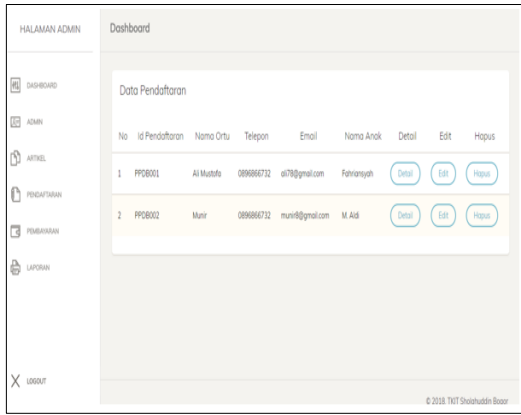 HALAMAN ADMIN
DASHBOARD
ADMIN
ARTIKEL
PENDAFTARAN
PEMBAYARAN
LAPORAN
LOGOUT
Dashboard
Data Pendaftaran
No Id Pendaftaran Nama Ortu Telepon Email Nama Anak Detail Edit Hapus
1 PPDB001 Ali Mustofa 0896866732 ali78@gmail.com Fahriansyah Detail Edit Hapus
2 PPDB002 Munir 0896866732 munir9@gmail.com M. Aldi Detail Edit Hapus
© 2018. TKIT Sholahuddin Bogor